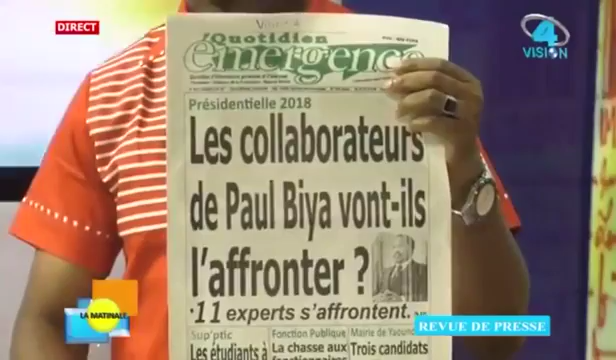 DIRECT
4
VISION
Quotidien
émergence
Présidentielle 2018
Les collaborateurs
de Paul Biya vont-ils
l'affronter ?
11 experts s'affrontent.
Sup'ptic
Les étudiants à
Fonction Publique
La chasse aux
Mairie de Yaoun
Trois candidats
LA MATINALE
REVUE DE PRESSE